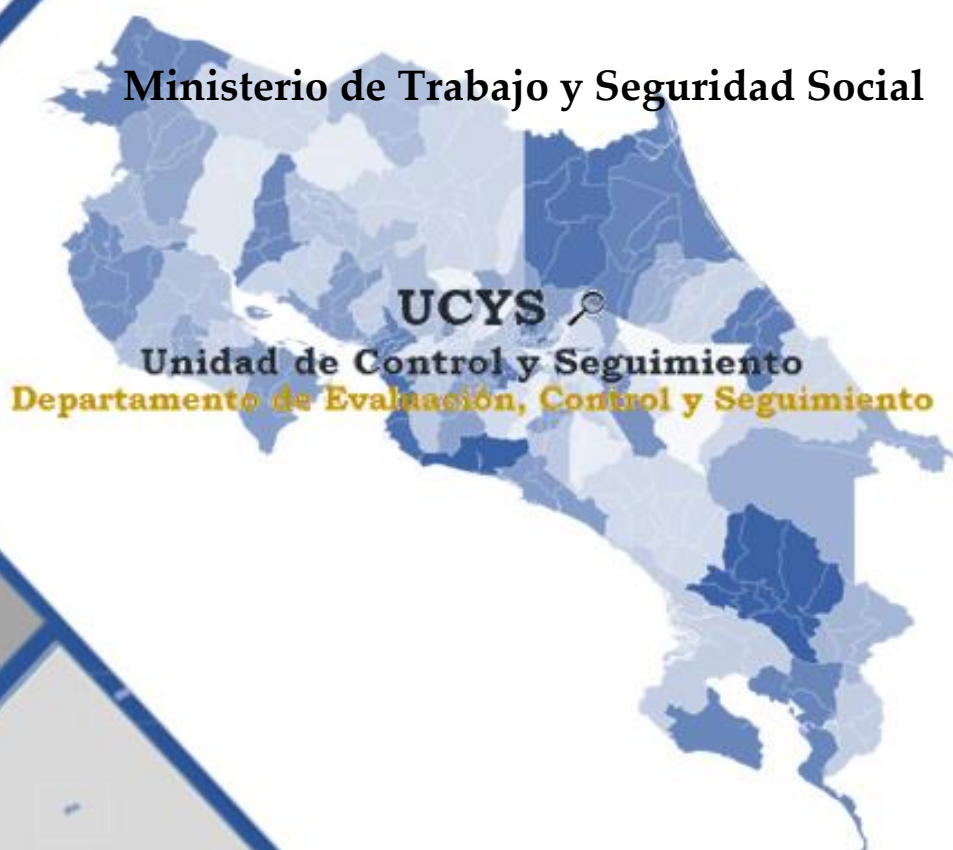 Ministerio de Trabajo y Seguridad Social
UCYS
Unidad de Control y Seguimiento
Departamento de Evaluación, Control y Seguimiento